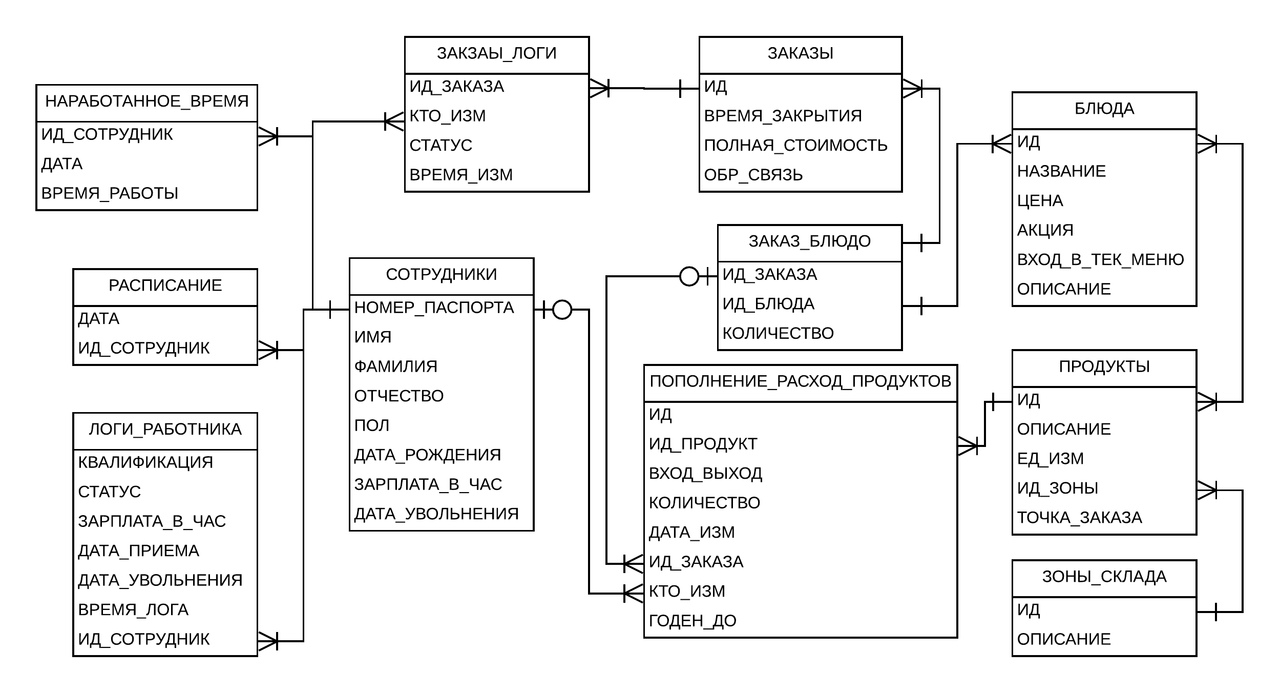 НАРАБОТАННОЕ_ВРЕМЯ
ИД_СОТРУДНИК
ДАТА
ВРЕМЯ_РАБОТЫ
РАСПИСАНИЕ
ДАТА
ИД_СОТРУДНИК
ЛОГИ_РАБОТНИКА
КВАЛИФИКАЦИЯ
СТАТУС
ЗАРПЛАТА_В_ЧАС
ДАТА_ПРИЕМА
ДАТА_УВОЛЬНЕНИЯ
ВРЕМЯ_ЛОГА
ИД_СОТРУДНИК
ЗАКЗАЫ_ЛОГИ
ИД_ЗАКАЗА
КТО_ИЗМ
СТАТУС
ВРЕМЯ_ИЗМ
СОТРУДНИКИ
НОМЕР_ПАСПОРТА
ИМЯ
ФАМИЛИЯ
ОТЧЕСТВО
ПОЛ
ДАТА_РОЖДЕНИЯ
ЗАРПЛАТА_В_ЧАС
ДАТА_УВОЛЬНЕНИЯ
ЗАКАЗЫ
ИД
ВРЕМЯ_ЗАКРЫТИЯ
ПОЛНАЯ_СТОИМОСТЬ
ОБР_СВЯЗЬ
ЗАКАЗ_БЛЮДО
ИД_ЗАКАЗА
ИД_БЛЮДА
КОЛИЧЕСТВО
ПОПОЛНЕНИЕ_РАСХОД_ПРОДУКТОВ
ИД
ИД_ПРОДУКТ
ВХОД_ВЫХОД
КОЛИЧЕСТВО
ДАТА_ИЗМ
ИД_ЗАКАЗА
КТО_ИЗМ
ГОДЕН_ДО
БЛЮДА
ИД
НАЗВАНИЕ
ЦЕНА
АКЦИЯ
ВХОД_В_ТЕК_МЕНЮ
ОПИСАНИЕ
ПРОДУКТЫ
ИД
ОПИСАНИЕ
ЕД_ИЗМ
ИД_ЗОНЫ
ТОЧКА_ЗАКАЗА
ЗОНЫ_СКЛАДА
ИД
ОПИСАНИЕ